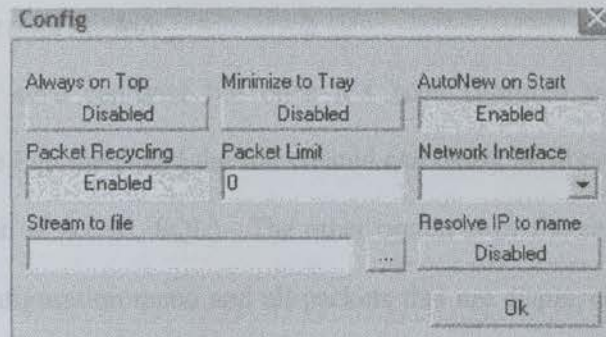 Config
Always on Top Minimize to Tray AutoNew on Start
Disabled Disabled Enabled
Packet Recycling Packet Limit Network Interface
Enabled 0
Stream to file Resolve IP to name
... Disabled
Ok